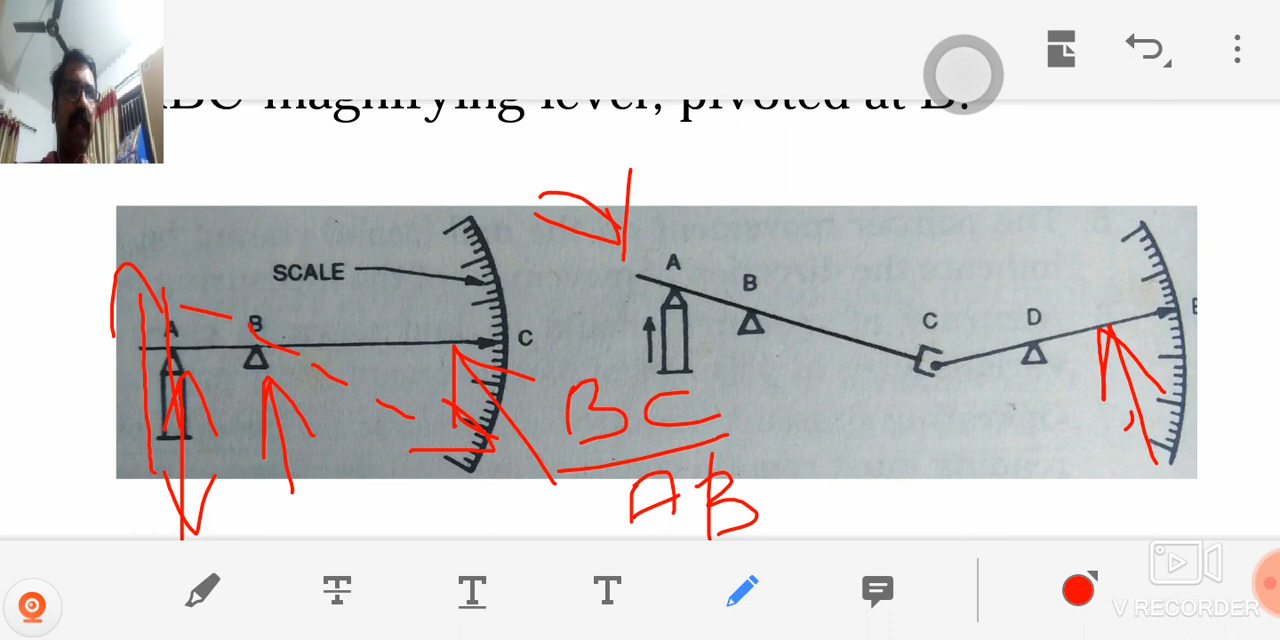 magnifying lever, pivoted at B.
SCALE
A
B
C
A
B
C
D
E
BC
AB
V RECORDER